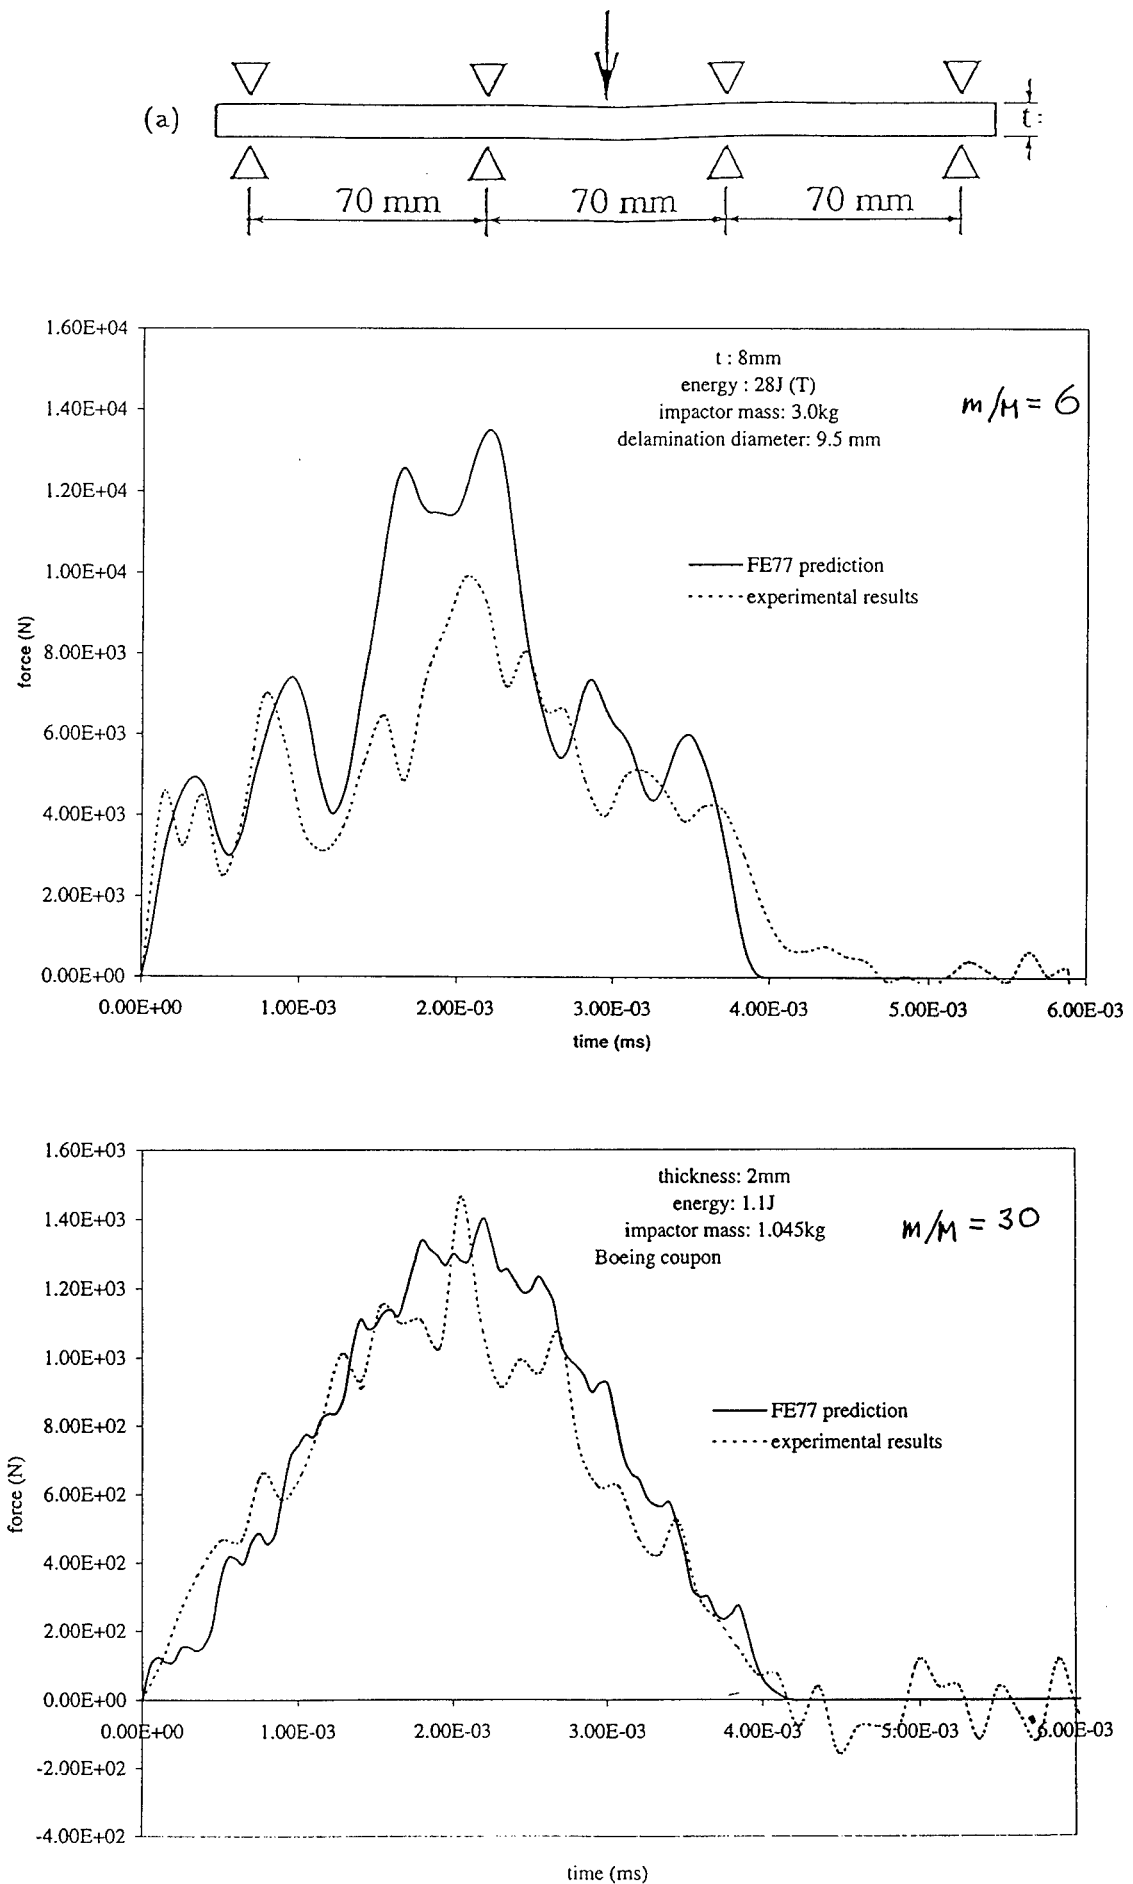 (a)
t:
70 mm 70 mm 70 mm
1.60E+04
1.40E+04
1.20E+04
1.00E+04
8.00E+03
6.00E+03
4.00E+03
2.00E+03
0.00E+00
force (N)
t : 8mm
energy : 28J (T)
impactor mass: 3.0kg
delamination diameter: 9.5 mm
m/M = 6
FE77 prediction
experimental results
0.00E+00 1.00E-03 2.00E-03 3.00E-03 4.00E-03 5.00E-03 6.00E-03
time (ms)
1.60E+03
1.40E+03
1.20E+03
1.00E+03
8.00E+02
6.00E+02
4.00E+02
2.00E+02
0.00E+00
-2.00E+02
-4.00E+02
force (N)
thickness: 2mm
energy: 1.1J
impactor mass: 1.045kg
Boeing coupon
m/M = 30
FE77 prediction
experimental results
0.00E+00 1.00E-03 2.00E-03 3.00E-03 4.00E-03 5.00E-03 6.00E-03
time (ms)